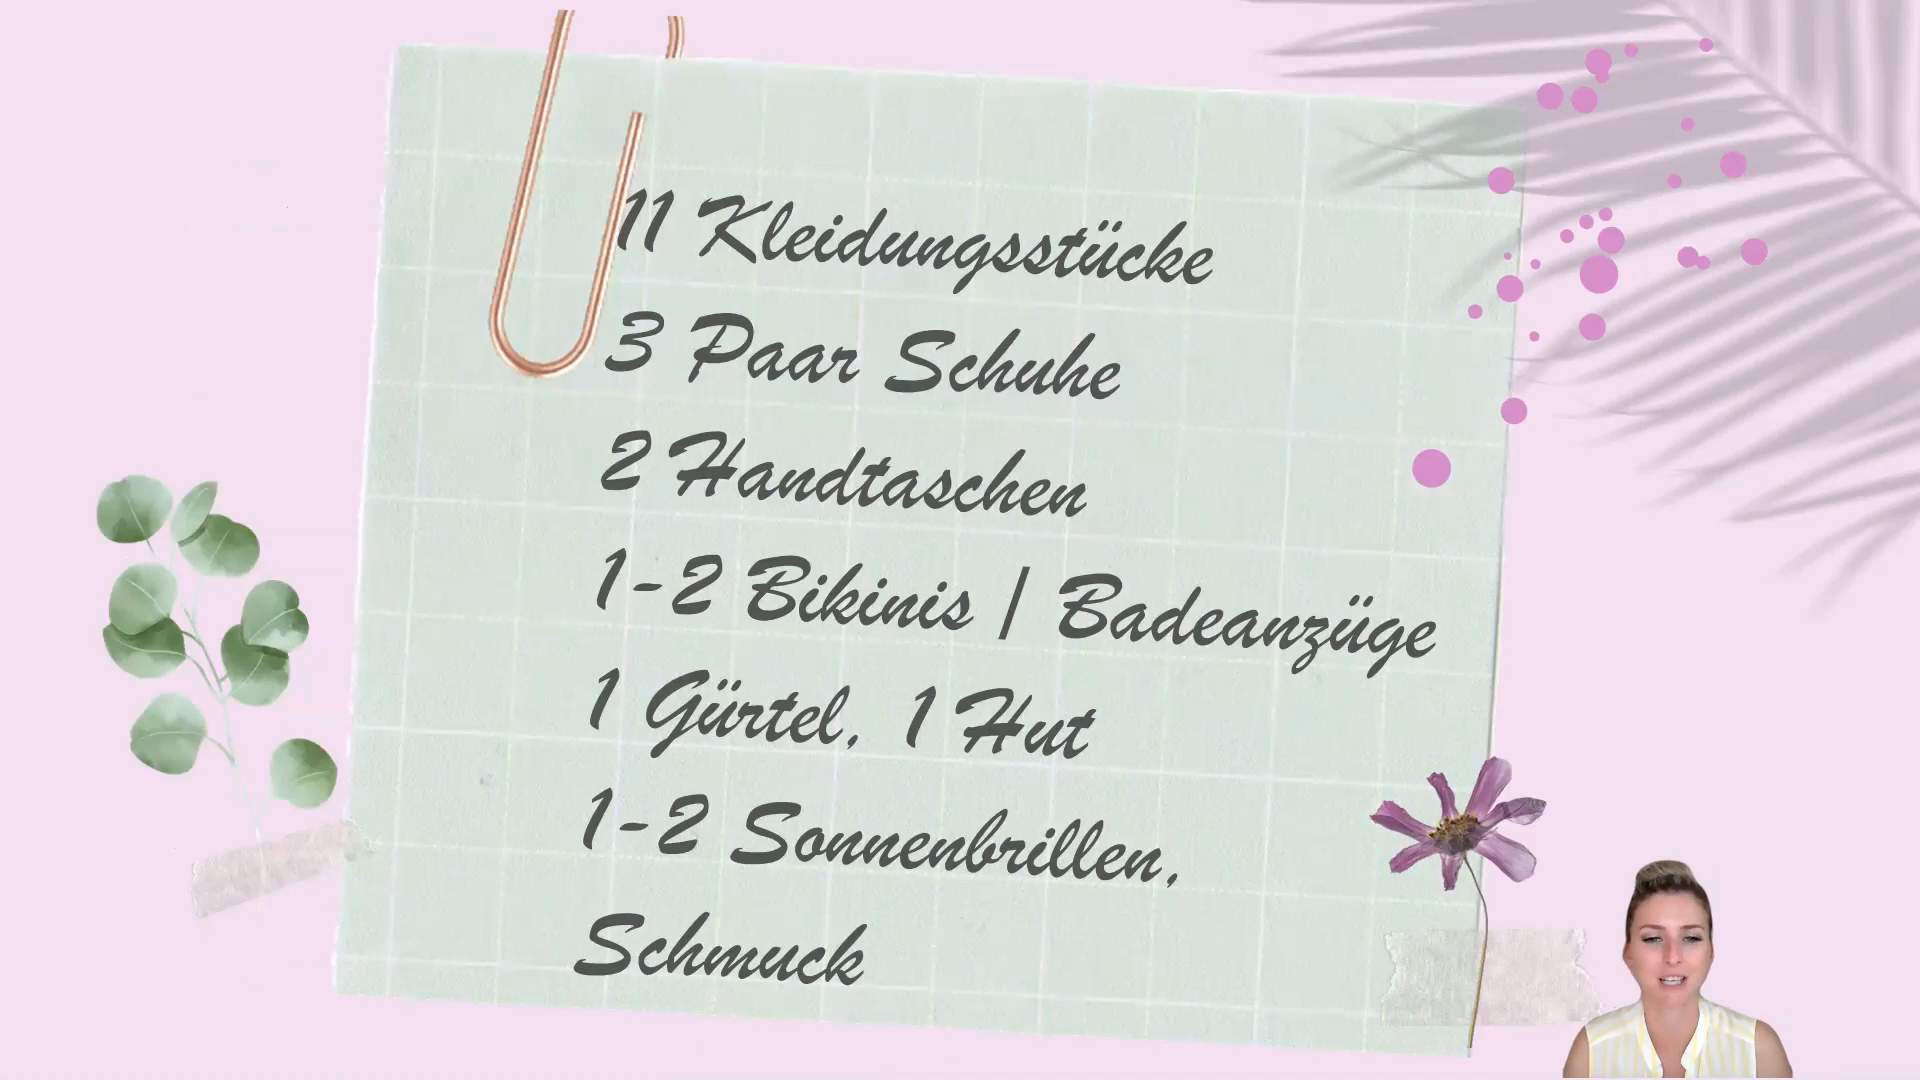 11 Kleidungsstücke
3 Paar Schuhe
2 Handtaschen
1-2 Bikinis | Badeanzüge
1 Gürtel, 1 Hut
1-2 Sonnenbrillen,
Schmuck